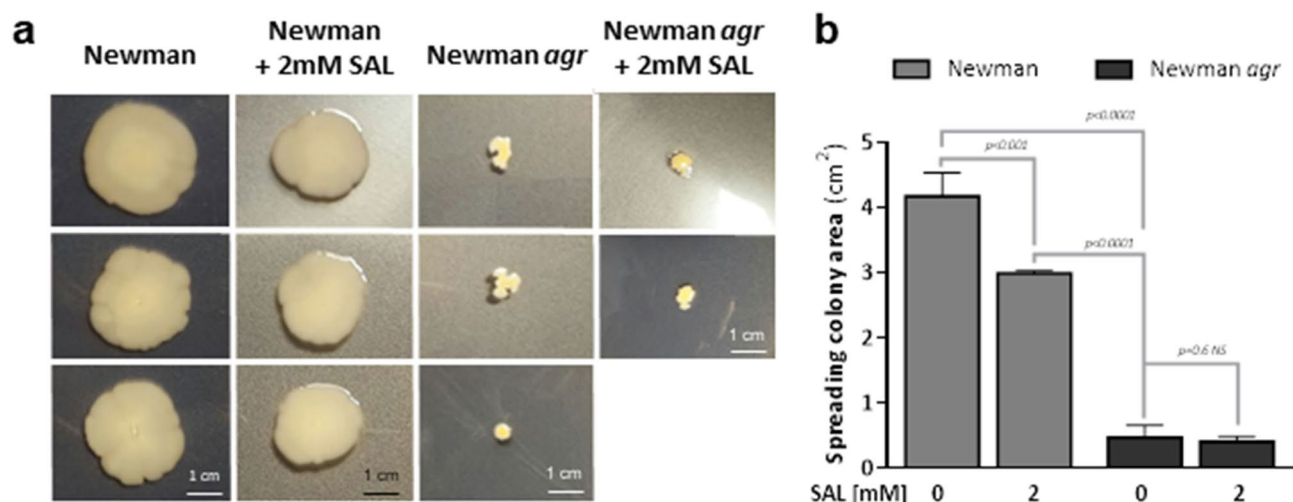 a
Newman
Newman
+ 2mM SAL
Newman agr
Newman agr
+ 2mM SAL
1 cm
1 cm
1 cm
1 cm
b
Newman
Newman agr
p<0.0001
p<0.001
p<0.0001
p=0.6 NS
Spreading colony area (cm²)
5
4
3
2
1
0
SAL [mM] 0 2 0 2